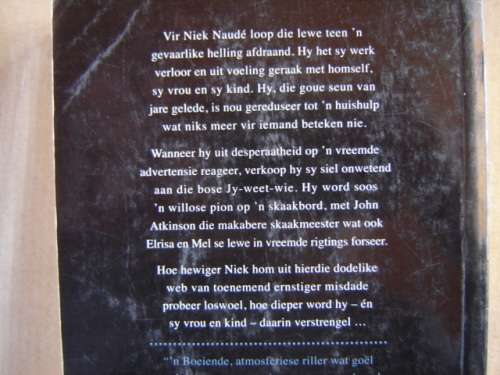 Vir Niek Naudé loop die lewe teen 'n
gevaarlike helling afdraand. Hy het sy werk
verloor en uit voeling geraak met homself,
sy vrou en sy kind. Hy, die goue seun van
jare gelede, is nou gereduseer tot 'n huishulp
wat niks meer vir iemand beteken nie.
Wanneer hy uit desperaatheid op 'n vreemde
advertensie reageer, verkoop hy sy siel onwetend
aan die bose Jy-weet-wie. Hy word soos
'n willose pion op 'n skaakbord, met John
Atkinson die makabere skaakmeester wat ook
Elrisa en Mel se lewe in vreemde rigtings forseer.
Hoe hewiger Niek hom uit hierdie dodelike
web van toenemend ernstiger misdade
probeer loswoel, hoe dieper word hy – én
sy vrou en kind – daarin verstrengel ...
"'n Boeiende, atmosferiese riller wat goël